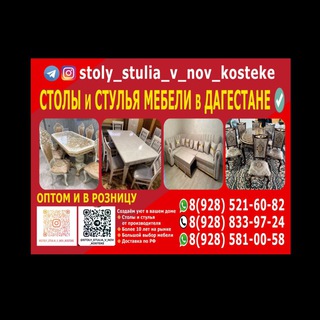 stoly_stulia_v_nov_kosteke
СТОЛЫ и СТУЛЬЯ МЕБЕЛИ в ДАГЕСТАНЕ
ОПТОМ И В РОЗНИЦУ
Создаём уют в вашем доме
Столы и стулья
от производителя
Более 10 лет на рынке
Большой выбор мебели
Доставка по РФ
8(928) 521-60-82
8(928) 833-97-24
8(928) 581-00-58
@STOLY_STULIA_V_NOV
_KOSTEKE